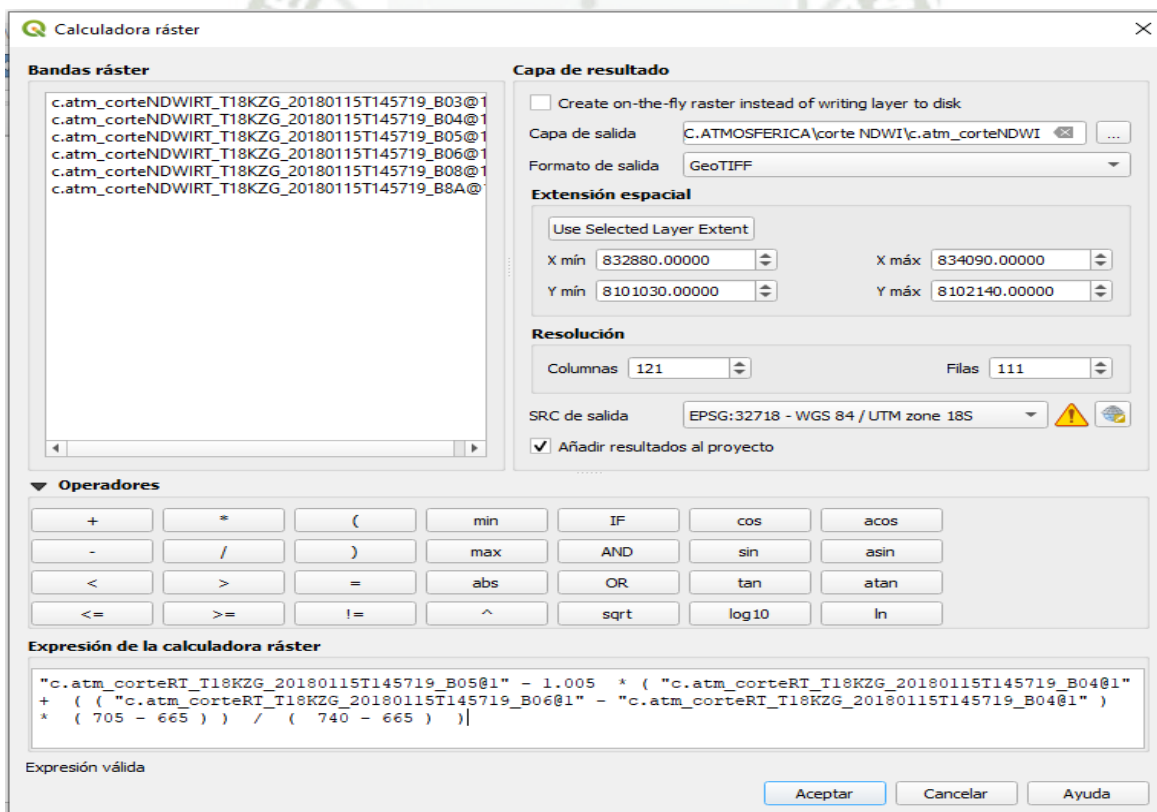 Calculadora ráster
Bandas ráster
c.atm_corteNDWIRT_T18KZG_20180115T145719_B03@1
c.atm_corteNDWIRT_T18KZG_20180115T145719_B04@1
c.atm_corteNDWIRT_T18KZG_20180115T145719_B05@1
c.atm_corteNDWIRT_T18KZG_20180115T145719_B06@1
c.atm_corteNDWIRT_T18KZG_20180115T145719_B08@1
c.atm_corteNDWIRT_T18KZG_20180115T145719_B8A@
Capa de resultado
Create on-the-fly raster instead of writing layer to disk
Capa de salida C.ATMOSFERICA\corte NDWI\c.atm_corteNDWI ...
Formato de salida GeoTIFF
Extensión espacial
Use Selected Layer Extent
X mín 832880.00000 X máx 834090.00000
Y mín 8101030.00000 Y máx 8102140.00000
Resolución
Columnas 121 Filas 111
SRC de salida EPSG:32718 - WGS 84 / UTM zone 18S
Añadir resultados al proyecto
Operadores
+ * ( min IF cos acos
- / ) max AND sin asin
< > = abs OR tan atan
<= >= != ^ sqrt log10 ln
Expresión de la calculadora ráster
"c.atm_corteRT_T18KZG_20180115T145719_B05@1" - 1.005 * ( "c.atm_corteRT_T18KZG_20180115T145719_B04@1"
+ ( ( "c.atm_corteRT_T18KZG_20180115T145719_B06@1" - "c.atm_corteRT_T18KZG_20180115T145719_B04@1" )
* ( 705 - 665 ) ) / ( 740 - 665 ) )
Expresión válida
Aceptar Cancelar Ayuda